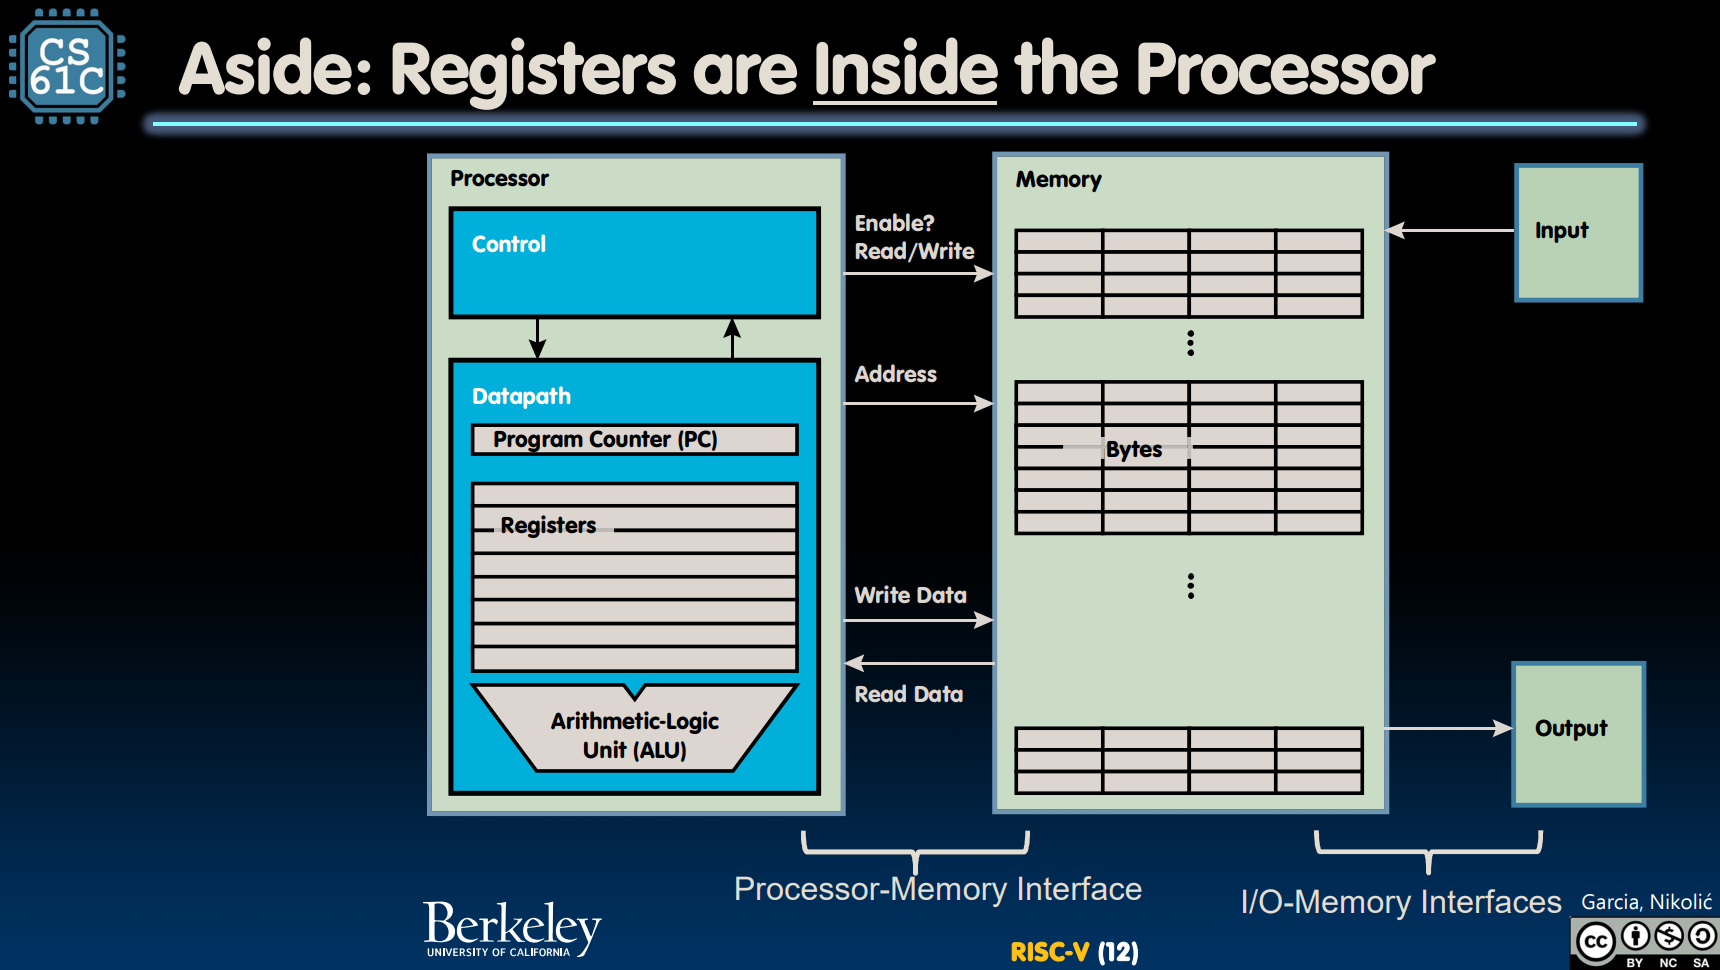 CS
61C
Aside: Registers are Inside the Processor
Processor
Control
Datapath
Program Counter (PC)
Registers
Arithmetic-Logic
Unit (ALU)
Enable?
Read/Write
Address
Write Data
Read Data
Memory
Bytes
Input
Output
Processor-Memory Interface
I/O-Memory Interfaces
Berkeley
UNIVERSITY OF CALIFORNIA
RISC-V (12)
Garcia, Nikolić
cc
BY NC SA